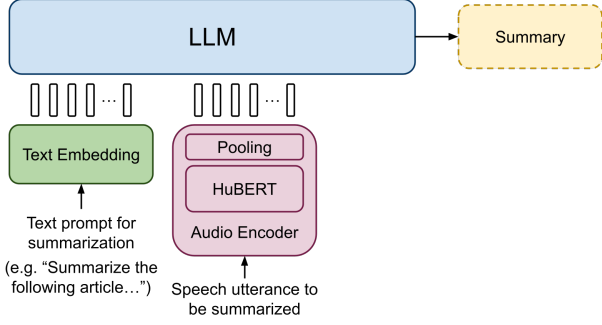 LLM
Summary
...
...
Text Embedding
Pooling
HuBERT
Audio Encoder
Text prompt for
summarization
(e.g. “Summarize the
following article...”)
Speech utterance to
be summarized